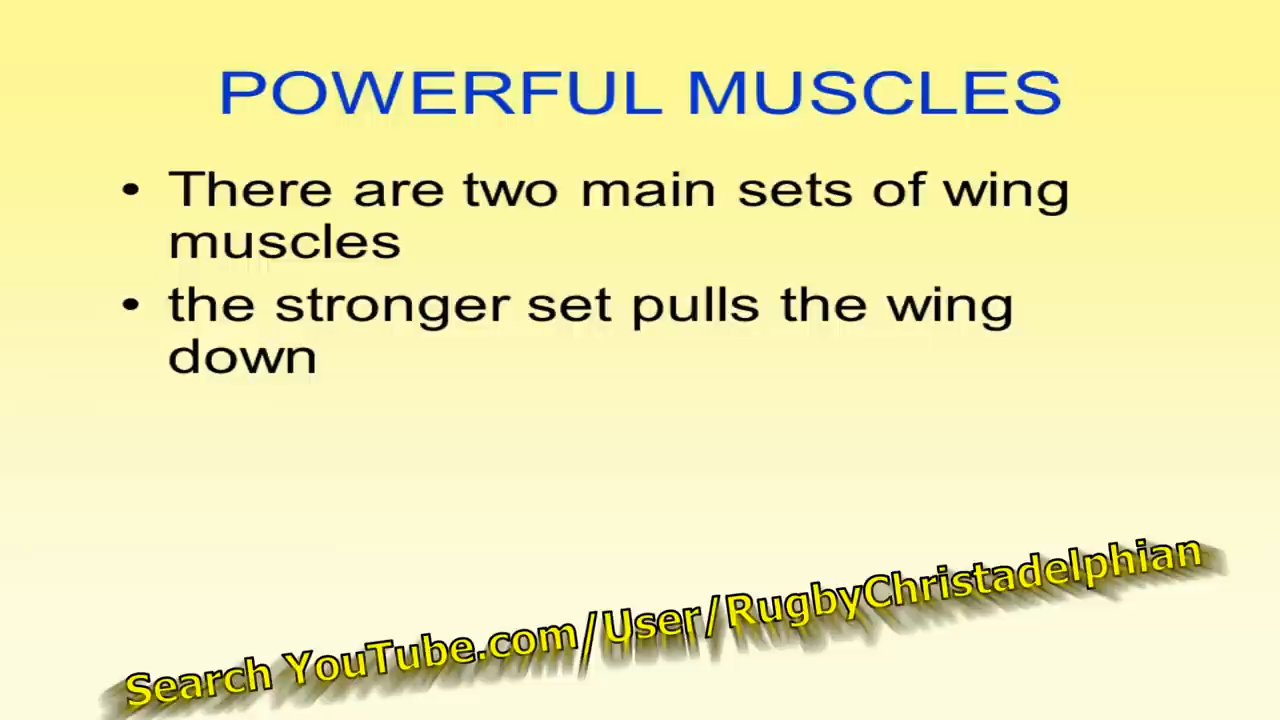 POWERFUL MUSCLES
• There are two main sets of wing
muscles
• the stronger set pulls the wing
down
Search YouTube.com/User/RugbyChristadelphian